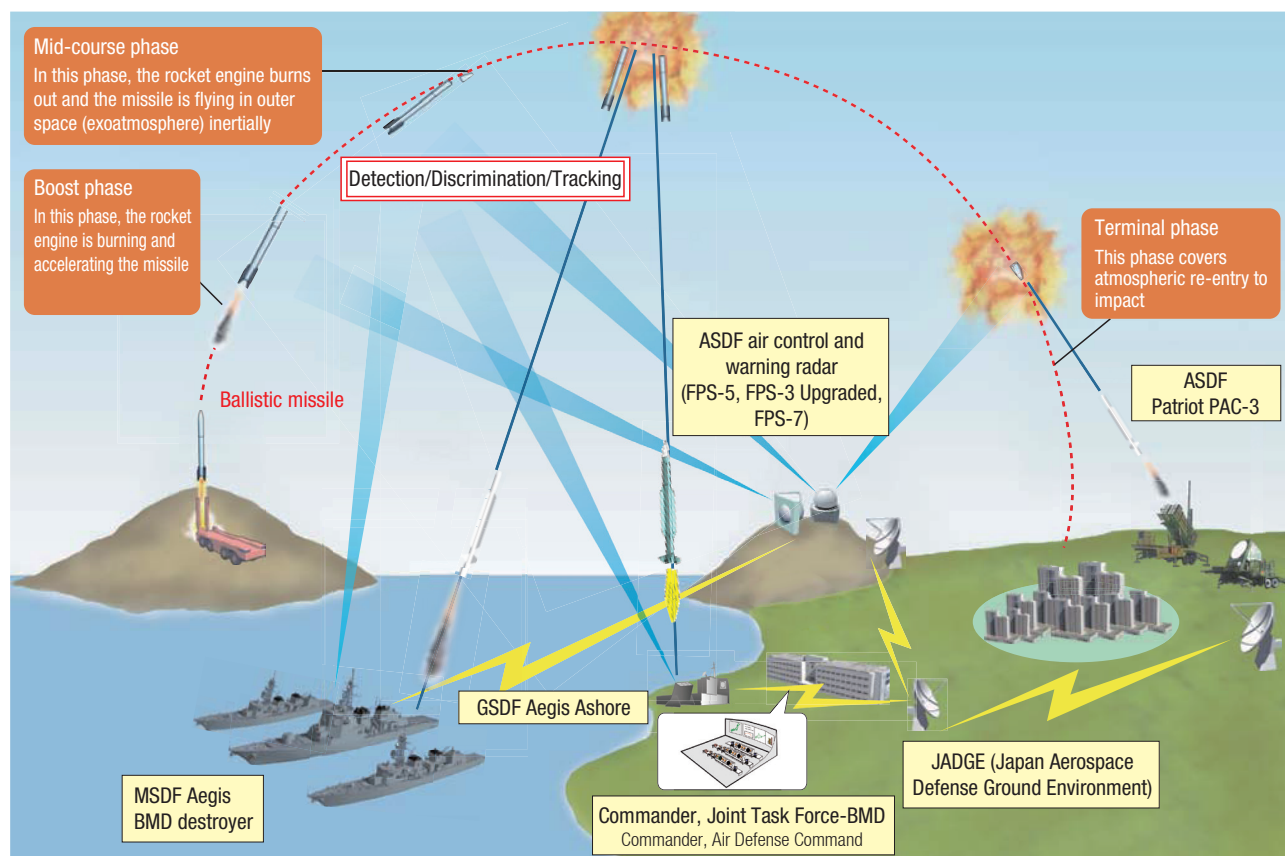 Mid-course phase
In this phase, the rocket engine burns
out and the missile is flying in outer
space (exoatmosphere) inertially
Boost phase
In this phase, the rocket
engine is burning and
accelerating the missile
Detection/Discrimination/Tracking
Terminal phase
This phase covers
atmospheric re-entry to
impact
ASDF air control and
warning radar
(FPS-5, FPS-3 Upgraded,
FPS-7)
ASDF
Patriot PAC-3
Ballistic missile
GSDF Aegis Ashore
MSDF Aegis
BMD destroyer
JADGE (Japan Aerospace
Defense Ground Environment)
Commander, Joint Task Force-BMD
Commander, Air Defense Command